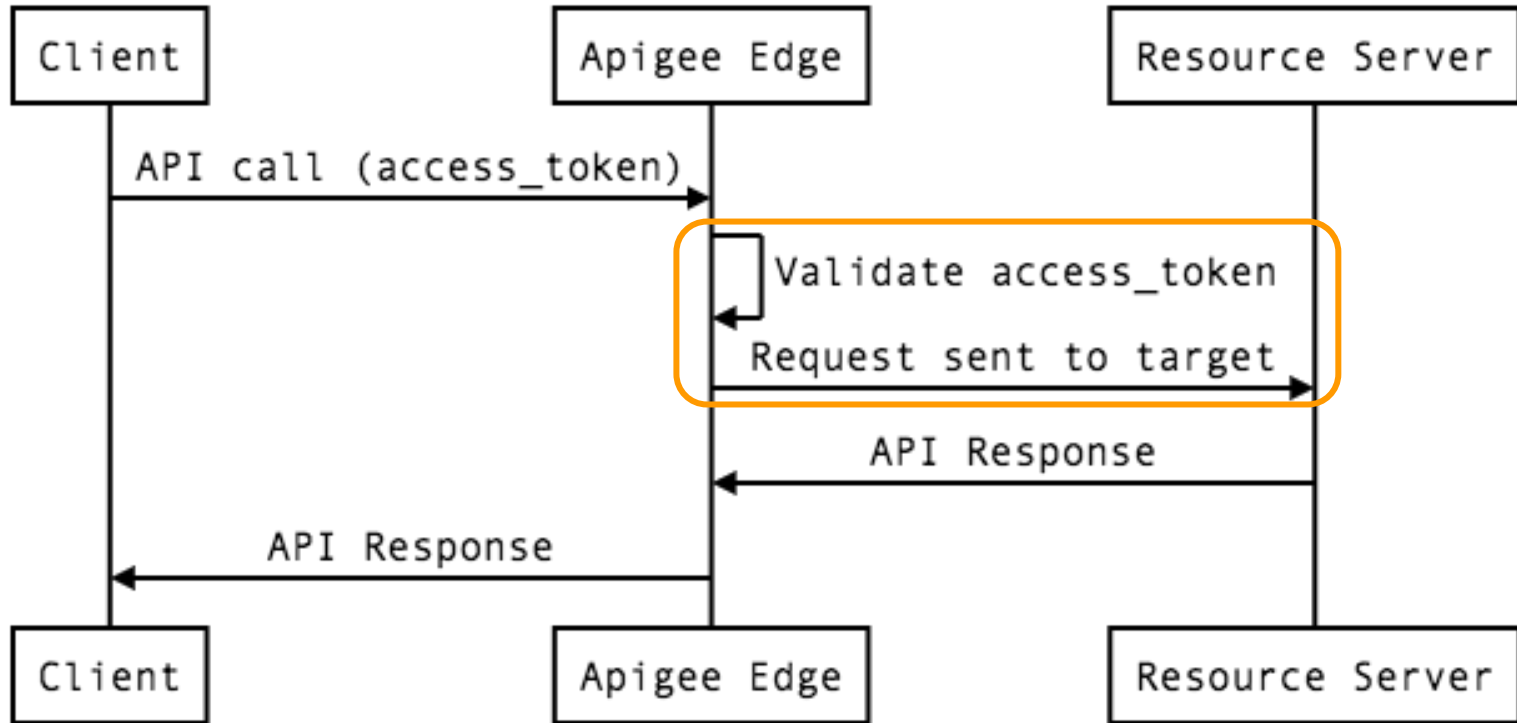 Client
Apigee Edge
Resource Server
API call (access_token)
Validate access_token
Request sent to target
API Response
API Response
Client
Apigee Edge
Resource Server